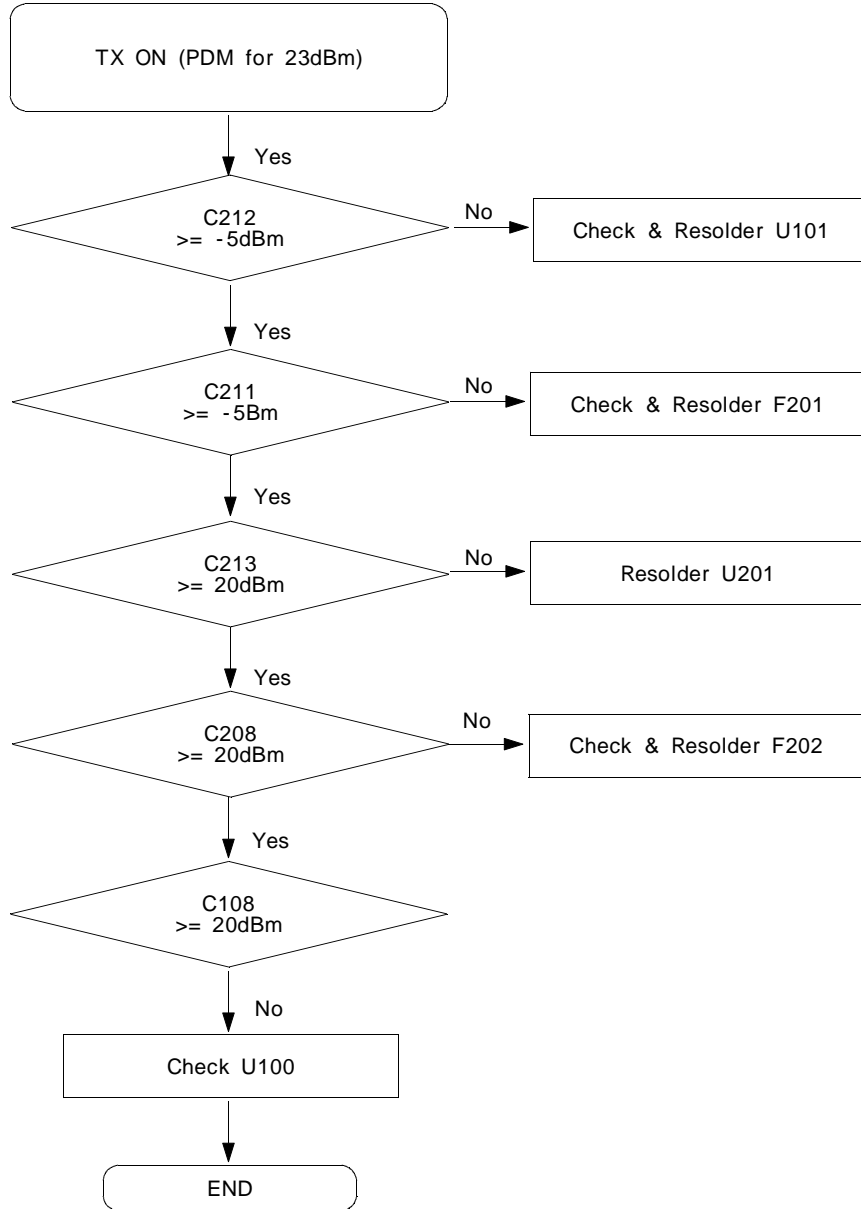 TX ON (PDM for 23dBm)
Yes
C212
>= -5dBm
No
Check & Resolder U101
Yes
C211
>= -5Bm
No
Check & Resolder F201
Yes
C213
>= 20dBm
No
Resolder U201
Yes
C208
>= 20dBm
No
Check & Resolder F202
Yes
C108
>= 20dBm
No
Check U100
END